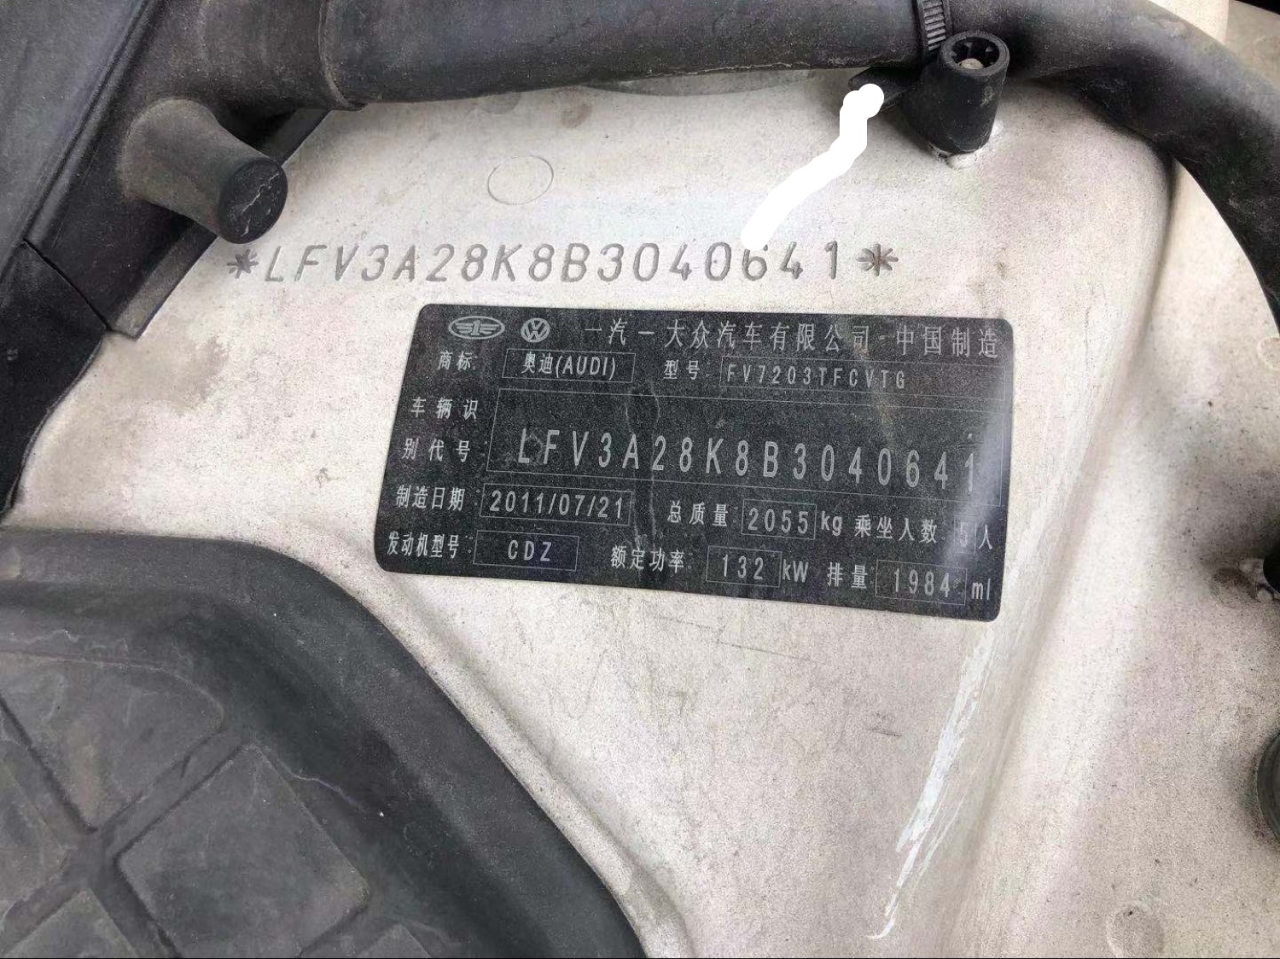 *LFV3A28K8B3040641*
一汽一大众汽车有限公司·中国制造
商标: 奥迪(AUDI) 型号: FV7203TFCVTG
车辆识
别代号: LFV3A28K8B3040641
制造日期: 2011/07/21 总质量: 2055 kg 乘坐人数: 5人
发动机型号: CDZ 额定功率: 132 kW 排量: 1984 ml